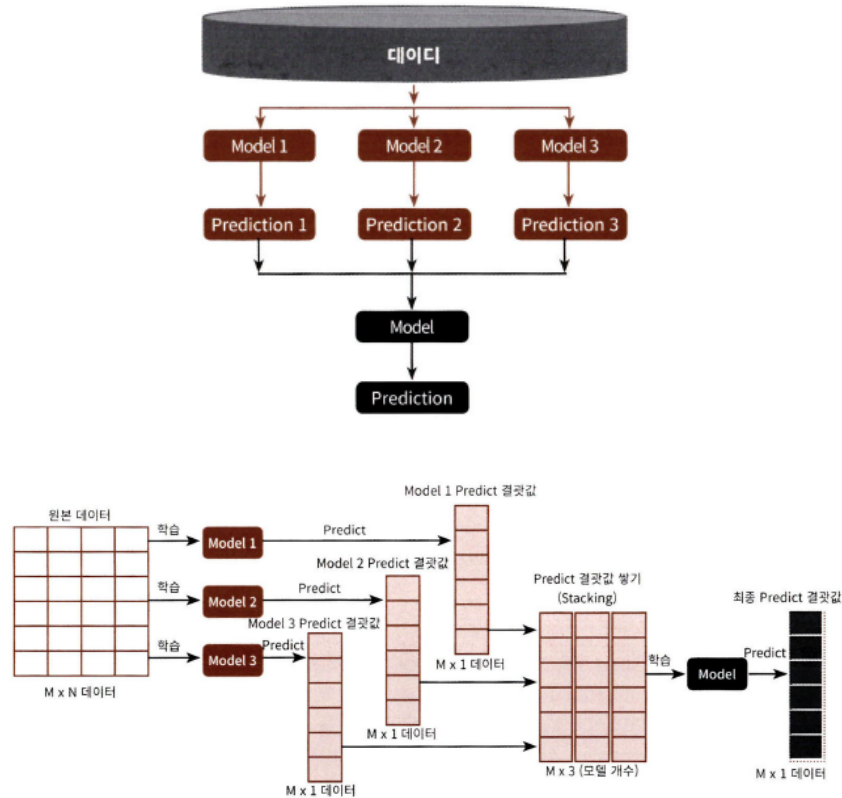 데이디
Model 1
Model 2
Model 3
Prediction 1
Prediction 2
Prediction 3
Model
Prediction
Model 1 Predict 결괏값
원본 데이터
학습
Model 1
Predict
Model 2 Predict 결괏값
학습
Model 2
Predict
Model 3 Predict 결괏값
학습
Model 3
Predict
M x N 데이터
M x 1 데이터
M x 1 데이터
M x 1 데이터
Predict 결괏값 쌓기
(Stacking)
M x 3 (모델 개수)
학습
Model
Predict
최종 Predict 결괏값
M x 1 데이터